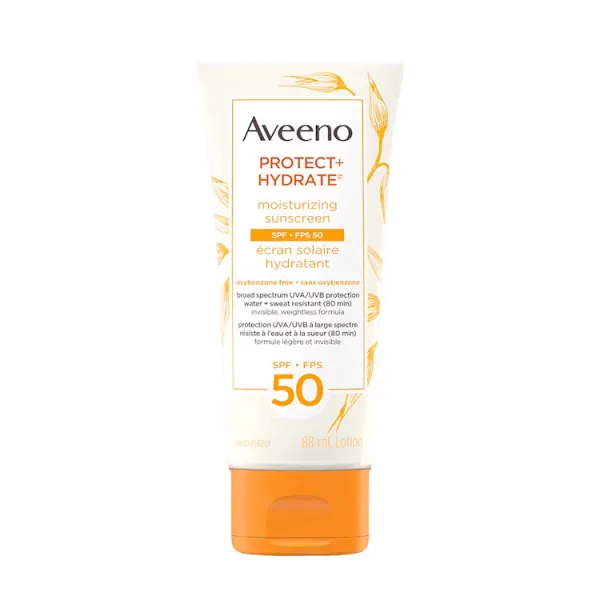 Aveeno
PROTECT+
HYDRATE™
moisturizing
sunscreen
SPF • FPS 50
écran solaire
hydratant
oxybenzone free • sans oxybenzone
broad spectrum UVA/UVB protection
water + sweat resistant (80 min)
invisible, weightless formula
protection UVA/UVB à large spectre
résiste à l'eau et à la sueur (80 min)
formule légère et invisible
SPF • FPS
50
88 mL Lotion